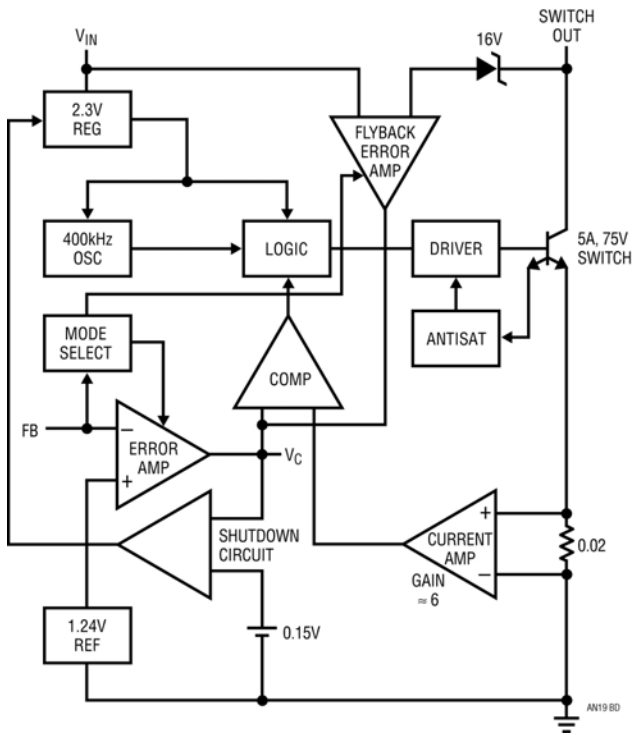 SWITCH
OUT
V_IN
16V
2.3V
REG
FLYBACK
ERROR
AMP
400kHz
OSC
LOGIC
DRIVER
5A, 75V
SWITCH
MODE
SELECT
ANTISAT
COMP
FB
−
ERROR
AMP
+
V_C
SHUTDOWN
CIRCUIT
+
CURRENT
AMP
−
GAIN
≈ 6
0.02
1.24V
REF
0.15V
AN19 BD